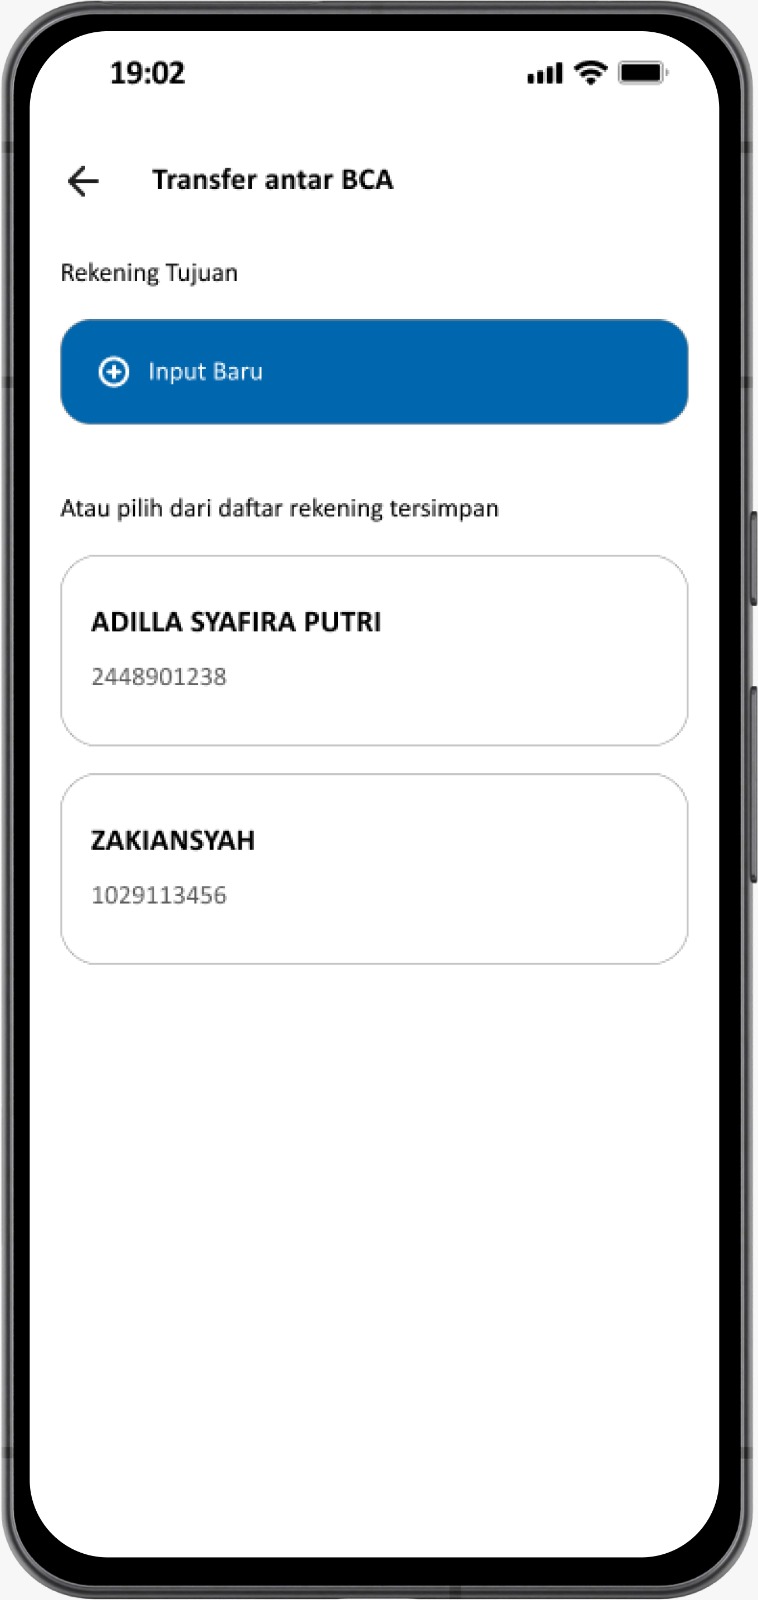 19:02
Transfer antar BCA
Rekening Tujuan
Input Baru
Atau pilih dari daftar rekening tersimpan
ADILLA SYAFIRA PUTRI
2448901238
ZAKIANSYAH
1029113456